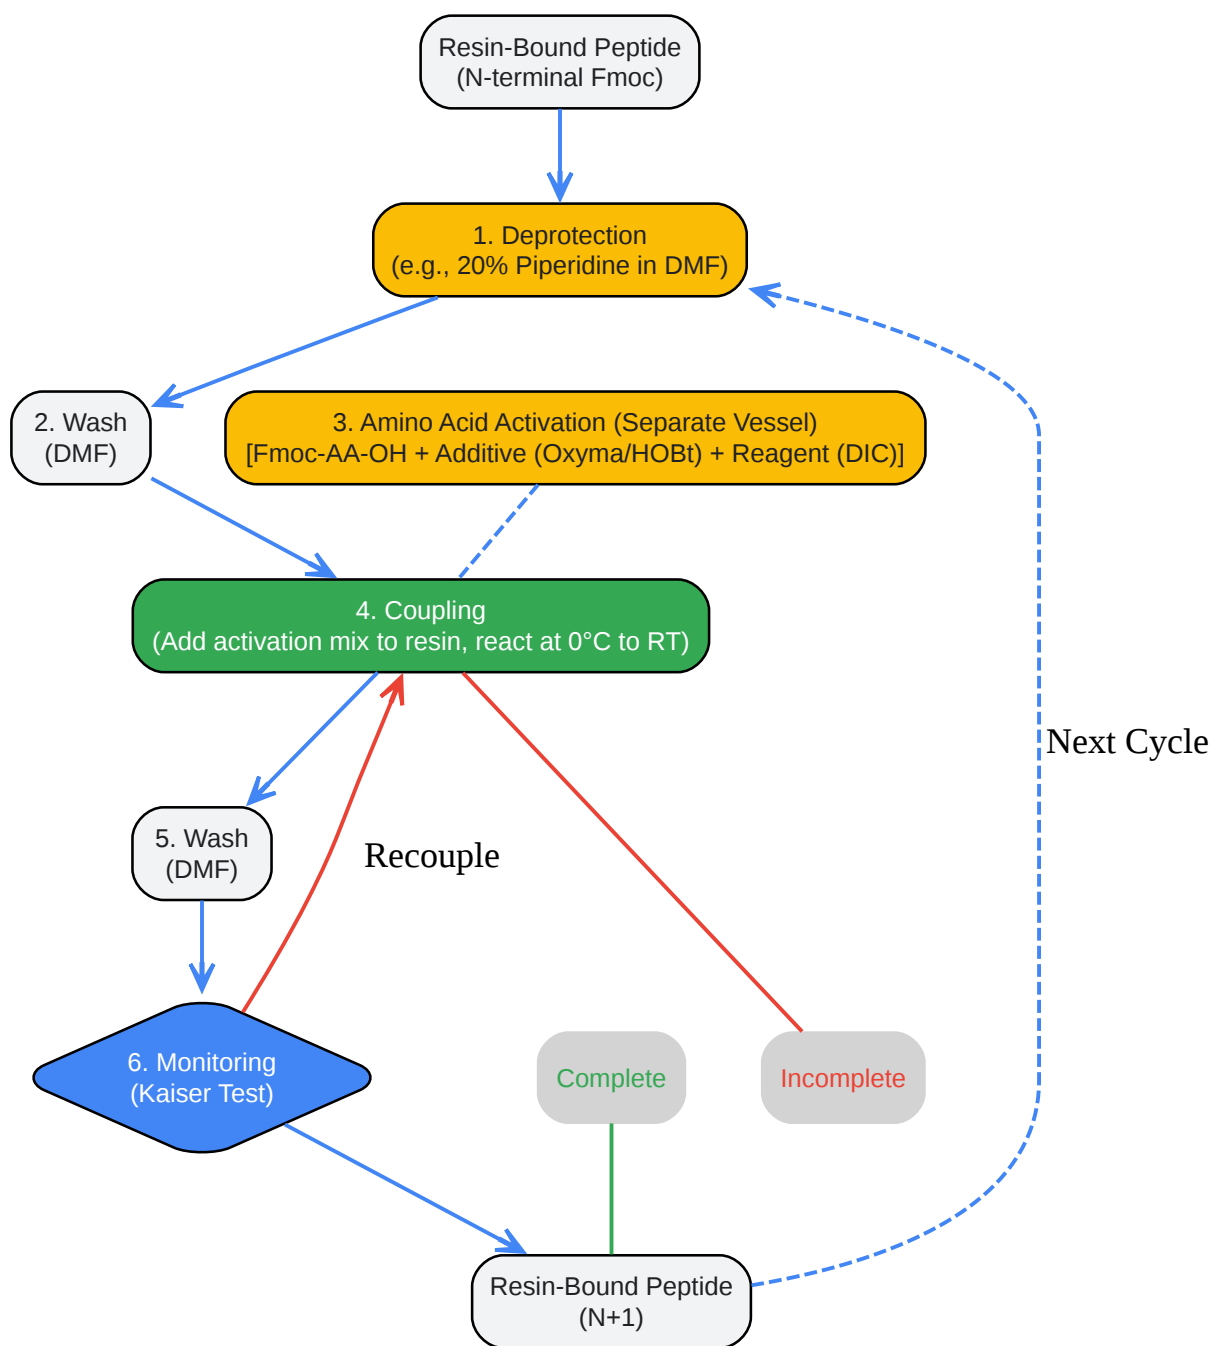 Resin-Bound Peptide
(N-terminal Fmoc)
1. Deprotection
(e.g., 20% Piperidine in DMF)
2. Wash
(DMF)
3. Amino Acid Activation (Separate Vessel)
[Fmoc-AA-OH + Additive (Oxyma/HOBt) + Reagent (DIC)]
4. Coupling
(Add activation mix to resin, react at 0°C to RT)
Next Cycle
5. Wash
(DMF)
Recouple
6. Monitoring
(Kaiser Test)
Complete
Incomplete
Resin-Bound Peptide
(N+1)